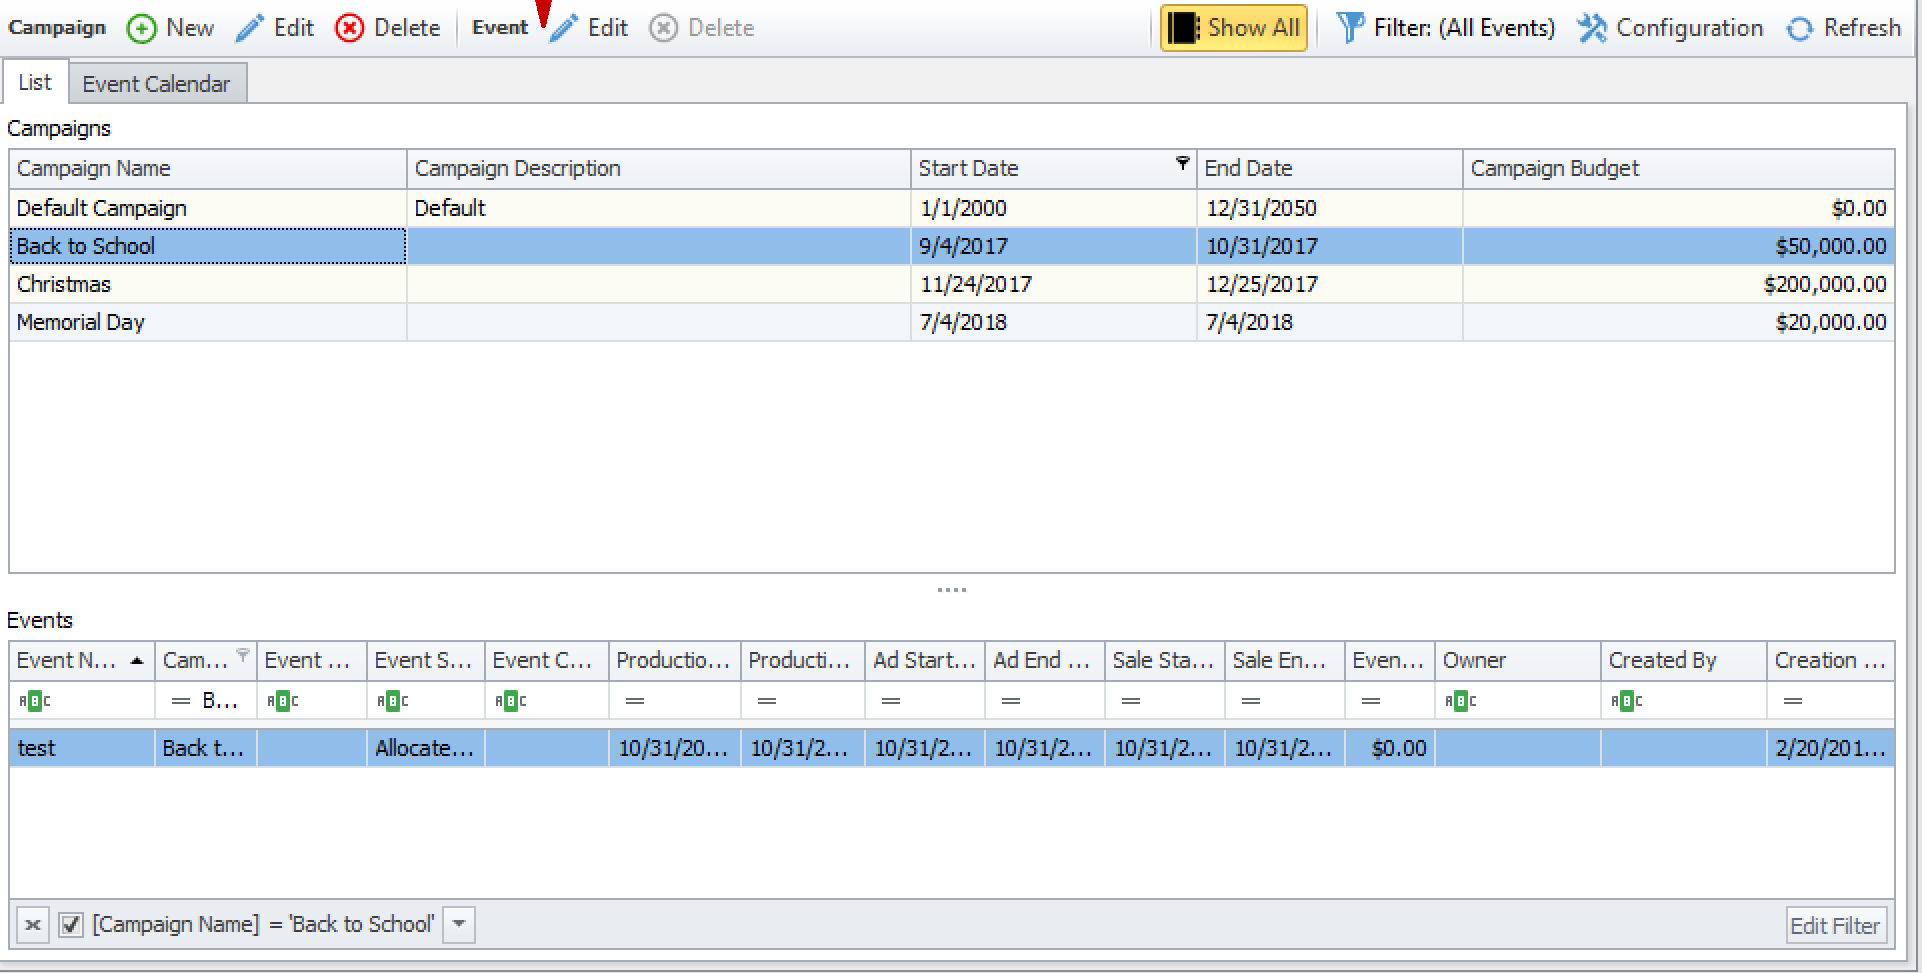 Campaign New Edit Delete Event Edit Delete Show All Filter: (All Events) Configuration Refresh
List Event Calendar
Campaigns
Campaign Name Campaign Description Start Date End Date Campaign Budget
Default Campaign Default 1/1/2000 12/31/2050 $0.00
Back to School 9/4/2017 10/31/2017 $50,000.00
Christmas 11/24/2017 12/25/2017 $200,000.00
Memorial Day 7/4/2018 7/4/2018 $20,000.00
Events
Event N... Cam... Event ... Event S... Event C... Productio... Producti... Ad Start... Ad End ... Sale Sta... Sale En... Even... Owner Created By Creation ...
ABC = B... ABC ABC ABC = = = = = = = ABC ABC =
test Back t... Allocate... 10/31/20... 10/31/2... 10/31/2... 10/31/2... 10/31/2... 10/31/2... $0.00 2/20/201...
[Campaign Name] = 'Back to School' Edit Filter